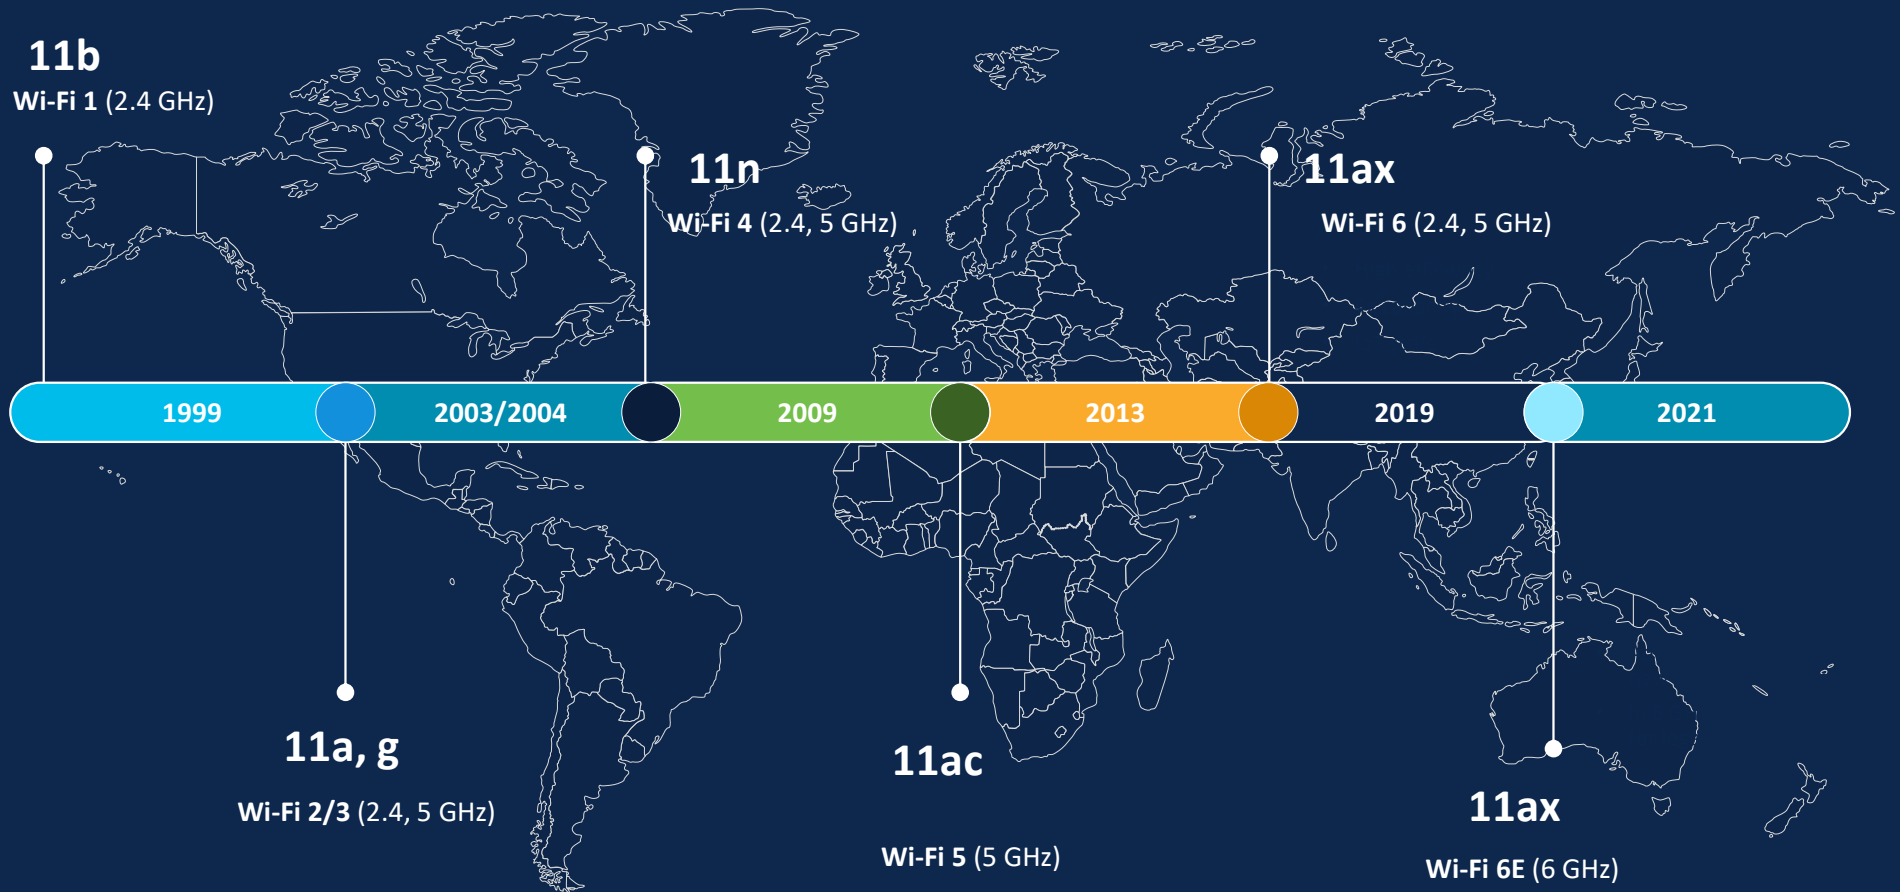 11b
Wi-Fi 1 (2.4 GHz)
11n
Wi-Fi 4 (2.4, 5 GHz)
11ax
Wi-Fi 6 (2.4, 5 GHz)
1999
2003/2004
2009
2013
2019
2021
11a, g
Wi-Fi 2/3 (2.4, 5 GHz)
11ac
Wi-Fi 5 (5 GHz)
11ax
Wi-Fi 6E (6 GHz)